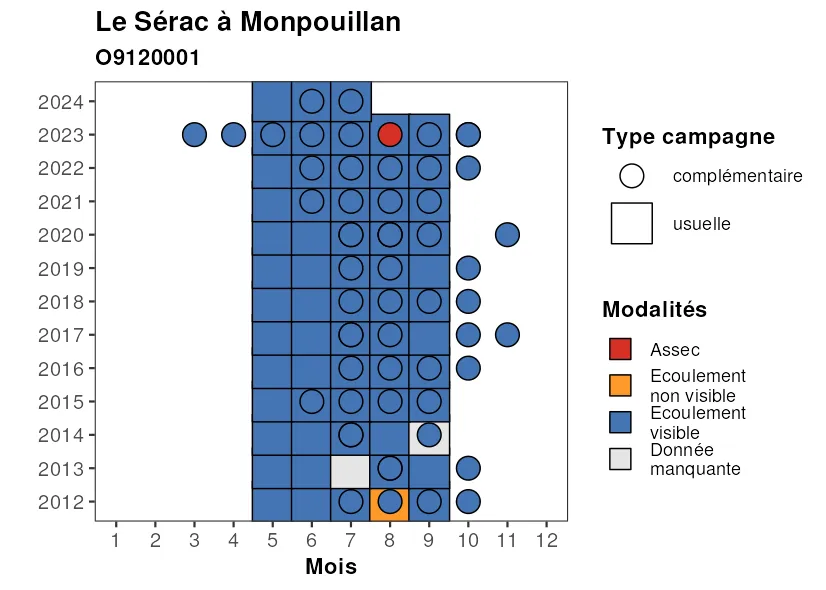 Le Sérac à Monpouillan
O9120001
2024
2023
2022
2021
2020
2019
2018
2017
2016
2015
2014
2013
2012
1 2 3 4 5 6 7 8 9 10 11 12
Mois
Type campagne
complémentaire
usuelle
Modalités
Assec
Ecoulement
non visible
Ecoulement
visible
Donnée
manquante